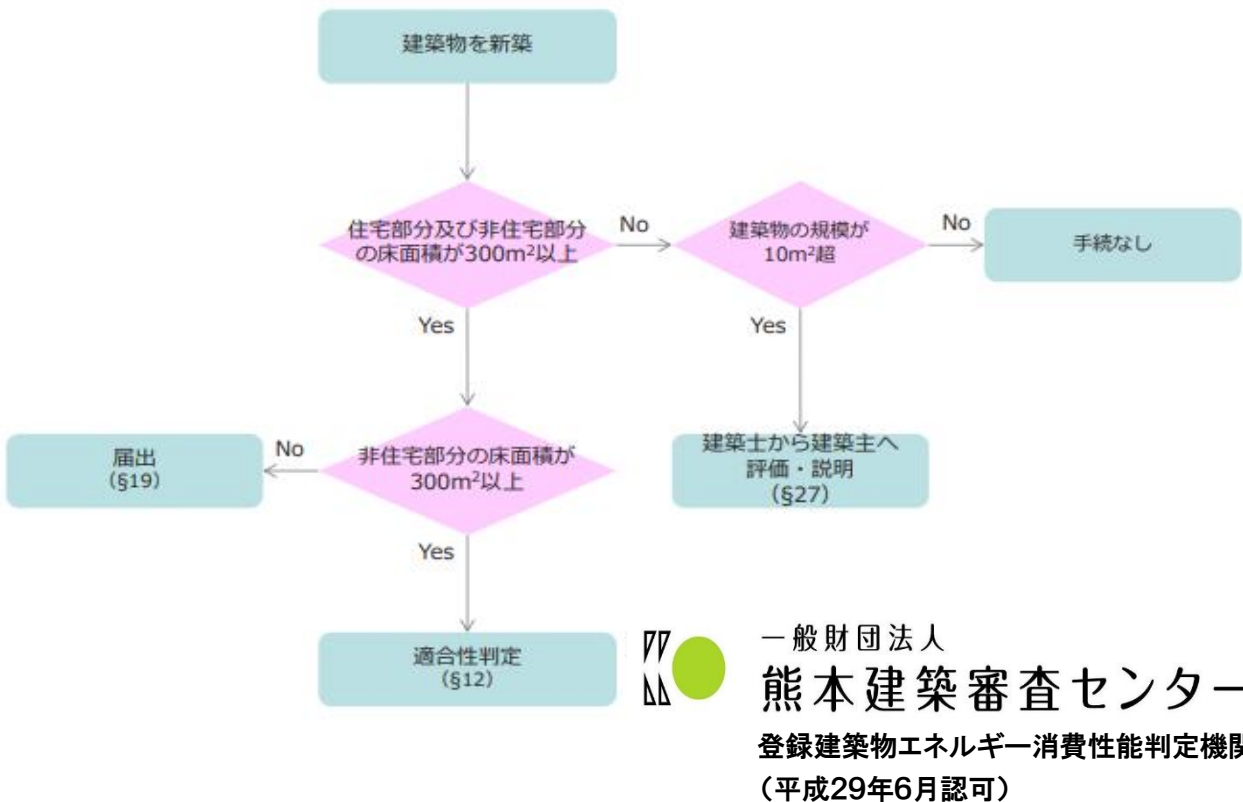 建築物を新築
住宅部分及び非住宅部分
の床面積が300m²以上
No
建築物の規模が
10m²超
No
手続なし
Yes
Yes
届出
(§19)
No
非住宅部分の床面積が
300m²以上
建築士から建築主へ
評価・説明
(§27)
Yes
適合性判定
(§12)
一般財団法人
熊本建築審査センター
登録建築物エネルギー消費性能判定機関
（平成29年6月認可）